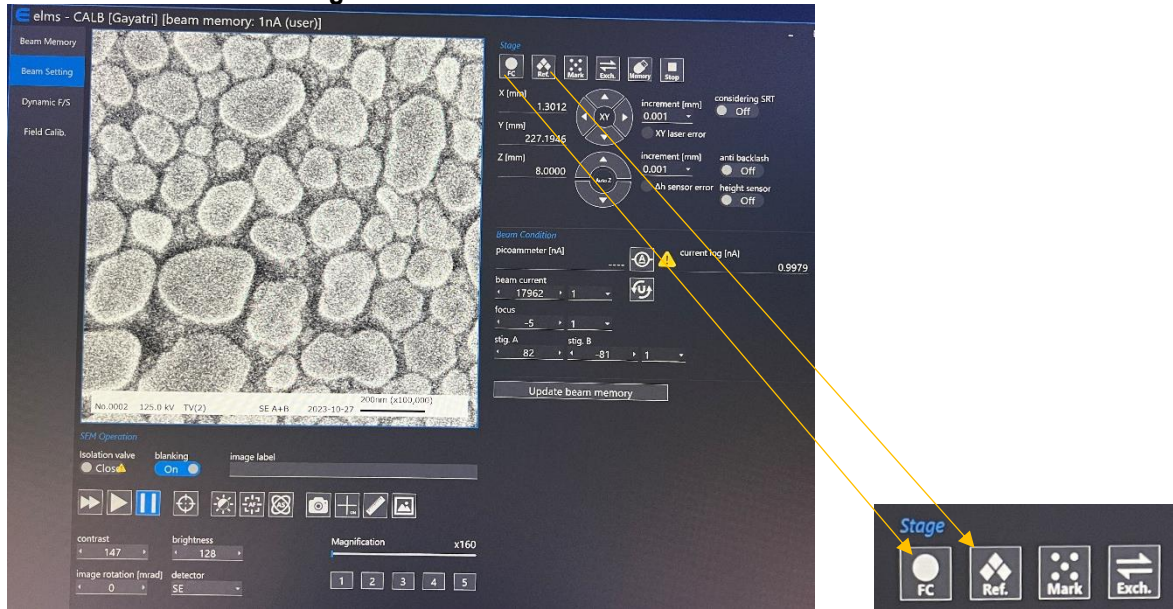 elms - CALB [Gayatri] [beam memory: 1nA (user)]
Beam Memory
Beam Setting
Dynamic F/S
Field Calib.
No.0002 125.0 kV TV(2) SE A+B 2023-10-27 200nm (x100,000)
SEM Operation
Isolation valve blanking image label
Close On
contrast brightness Magnification x160
147 128
image rotation [mrad] detector 1 2 3 4 5
0 SE
Stage
FC Ref. Mark Exch. Memory Stop
X [mm] increment [mm] considering SRT
1.3012 XY 0.001 Off
Y [mm] XY laser error
227.1946
Z [mm] increment [mm] anti backlash
8.0000 Auto Z 0.001 Off
Δh sensor error height sensor
Off
Beam Condition
picoammeter [nA] current log [nA]
---- A 0.9979
beam current
17962 1
focus
-5 1
stig. A stig. B
82 -81 1
Update beam memory
Stage
FC Ref. Mark Exch.